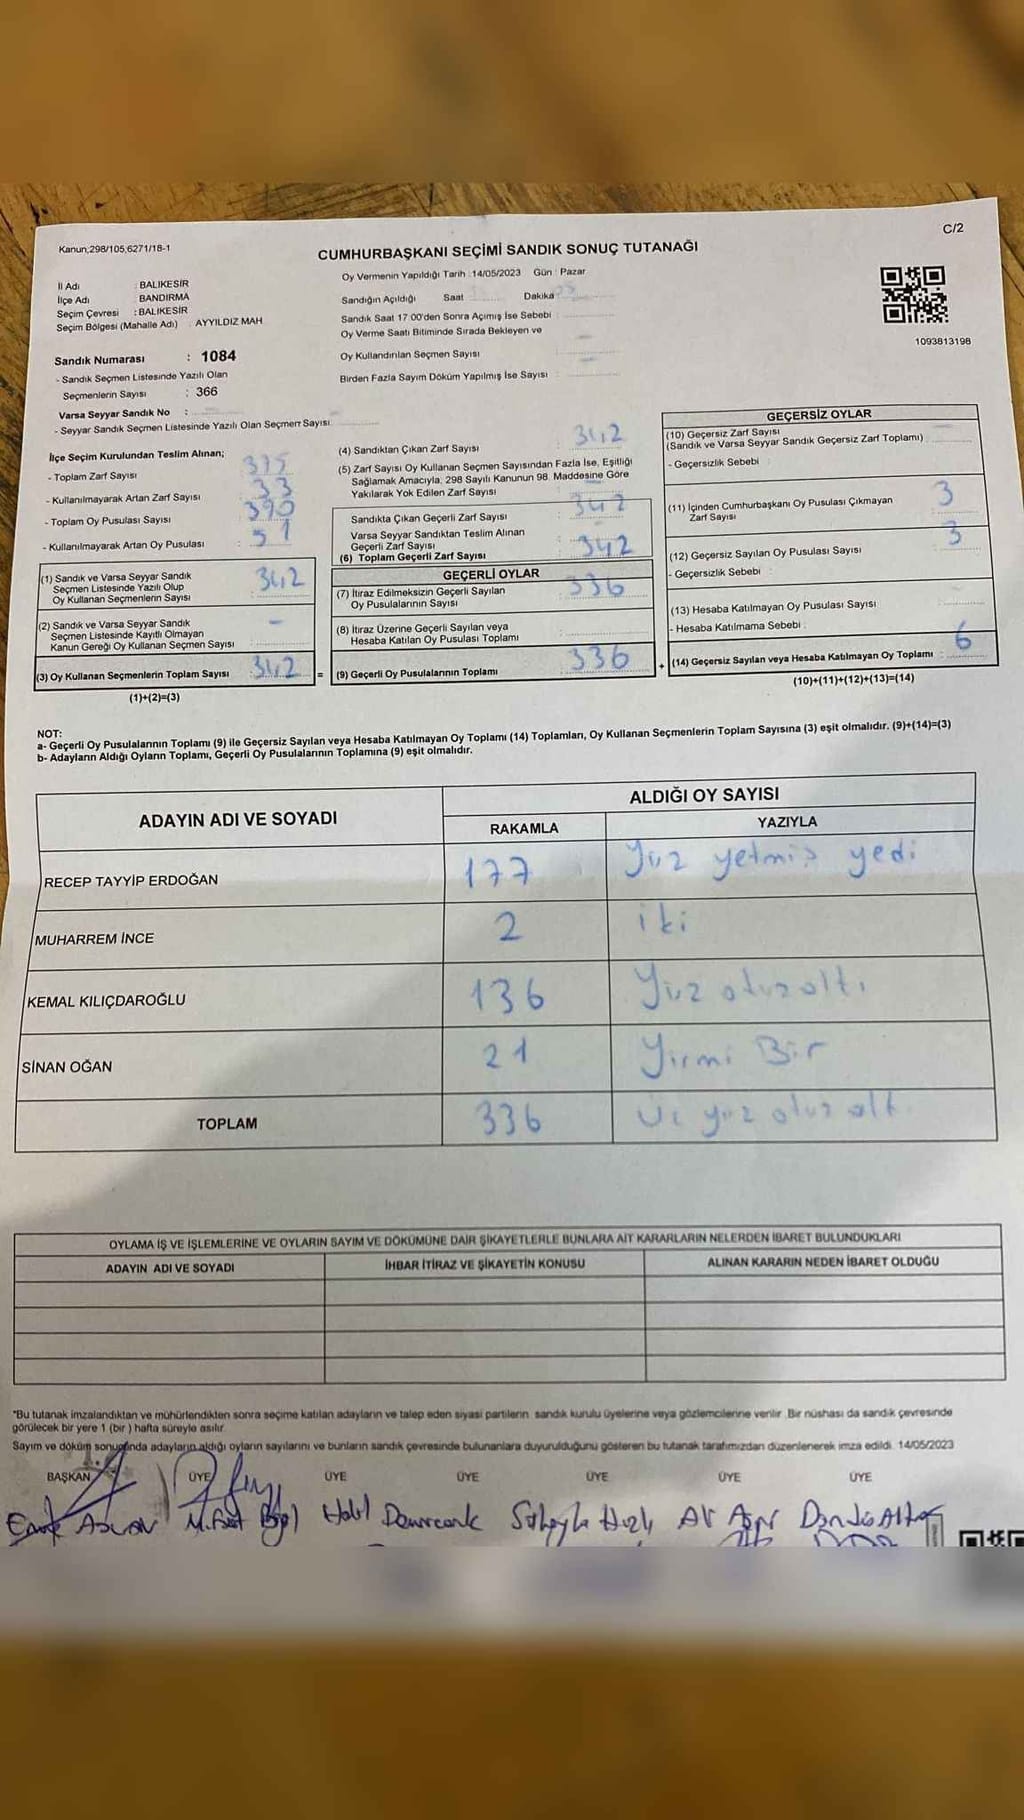 C/2
Kanun;298/105,6271/18-1
CUMHURBAŞKANI SEÇİMİ SANDIK SONUÇ TUTANAĞI
İl Adı : BALIKESİR
İlçe Adı : BANDIRMA
Seçim Çevresi : BALIKESİR
Seçim Bölgesi (Mahalle Adı) : AYYILDIZ MAH
Sandık Numarası : 1084
- Sandık Seçmen Listesinde Yazılı Olan
Seçmenlerin Sayısı : 366
Varsa Seyyar Sandık No :
- Seyyar Sandık Seçmen Listesinde Yazılı Olan Seçmen Sayısı:
Oy Vermenin Yapıldığı Tarih :14/05/2023 Gün : Pazar
Sandığın Açıldığı Saat Dakika
Sandık Saat 17:00'den Sonra Açımış İse Sebebi :
Oy Verme Saati Bitiminde Sırada Bekleyen ve
Oy Kullandırılan Seçmen Sayısı
Birden Fazla Sayım Döküm Yapılmış İse Sayısı :
1093813198
İlçe Seçim Kurulundan Teslim Alınan;
- Toplam Zarf Sayısı : 375
- Kullanılmayarak Artan Zarf Sayısı : 33
- Toplam Oy Pusulası Sayısı : 390
- Kullanılmayarak Artan Oy Pusulası : 51
(1) Sandık ve Varsa Seyyar Sandık
Seçmen Listesinde Yazılı Olup
Oy Kullanan Seçmenlerin Sayısı : 342
(2) Sandık ve Varsa Seyyar Sandık
Seçmen Listesinde Kayıtlı Olmayan
Kanun Gereği Oy Kullanan Seçmen Sayısı : -
(3) Oy Kullanan Seçmenlerin Toplam Sayısı : 342 =
(1)+(2)=(3)
(4) Sandıktan Çıkan Zarf Sayısı : 342
(5) Zarf Sayısı Oy Kullanan Seçmen Sayısından Fazla İse, Eşitliği
Sağlamak Amacıyla; 298 Sayılı Kanunun 98. Maddesine Göre
Yakılarak Yok Edilen Zarf Sayısı :
Sandıkta Çıkan Geçerli Zarf Sayısı : 342
Varsa Seyyar Sandıktan Teslim Alınan
Geçerli Zarf Sayısı :
(6) Toplam Geçerli Zarf Sayısı : 342
GEÇERLİ OYLAR
(7) İtiraz Edilmeksizin Geçerli Sayılan
Oy Pusulalarının Sayısı : 336
(8) İtiraz Üzerine Geçerli Sayılan veya
Hesaba Katılan Oy Pusulası Toplamı :
(9) Geçerli Oy Pusulalarının Toplamı : 336 +
GEÇERSİZ OYLAR
(10) Geçersiz Zarf Sayısı
(Sandık ve Varsa Seyyar Sandık Geçersiz Zarf Toplamı) :
- Geçersizlik Sebebi :
(11) İçinden Cumhurbaşkanı Oy Pusulası Çıkmayan
Zarf Sayısı : 3
(12) Geçersiz Sayılan Oy Pusulası Sayısı : 3
- Geçersizlik Sebebi :
(13) Hesaba Katılmayan Oy Pusulası Sayısı :
- Hesaba Katılmama Sebebi :
(14) Geçersiz Sayılan veya Hesaba Katılmayan Oy Toplamı : 6
(10)+(11)+(12)+(13)=(14)
NOT:
a- Geçerli Oy Pusulalarının Toplamı (9) ile Geçersiz Sayılan veya Hesaba Katılmayan Oy Toplamı (14) Toplamları, Oy Kullanan Seçmenlerin Toplam Sayısına (3) eşit olmalıdır. (9)+(14)=(3)
b- Adayların Aldığı Oyların Toplamı, Geçerli Oy Pusulalarının Toplamına (9) eşit olmalıdır.
ADAYIN ADI VE SOYADI ALDIĞI OY SAYISI
RAKAMLA YAZIYLA
RECEP TAYYİP ERDOĞAN 177 Yüz yetmiş yedi
MUHARREM İNCE 2 iki
KEMAL KILIÇDAROĞLU 136 Yüz otuz altı
SİNAN OĞAN 21 Yirmi Bir
TOPLAM 336 Üç yüz otuz altı
OYLAMA İŞ VE İŞLEMLERİNE VE OYLARIN SAYIM VE DÖKÜMÜNE DAİR ŞİKAYETLERLE BUNLARA AİT KARARLARIN NELERDEN İBARET BULUNDUKLARI
ADAYIN ADI VE SOYADI İHBAR İTİRAZ VE ŞİKAYETİN KONUSU ALINAN KARARIN NEDEN İBARET OLDUĞU
*Bu tutanak imzalandıktan ve mühürlendikten sonra seçime katılan adayların ve talep eden siyasi partilerin sandık kurulu üyelerine veya gözlemcilerine verilir. Bir nüshası da sandık çevresinde
görülecek bir yere 1 (bir ) hafta süreyle asılır.
Sayım ve döküm sonucunda adayların aldığı oyların sayılarını ve bunların sandık çevresinde bulunanlara duyurulduğunu gösteren bu tutanak tarafımızdan düzenlenerek imza edildi. 14/05/2023
BAŞKAN ÜYE ÜYE ÜYE ÜYE ÜYE ÜYE
Halil Demircank